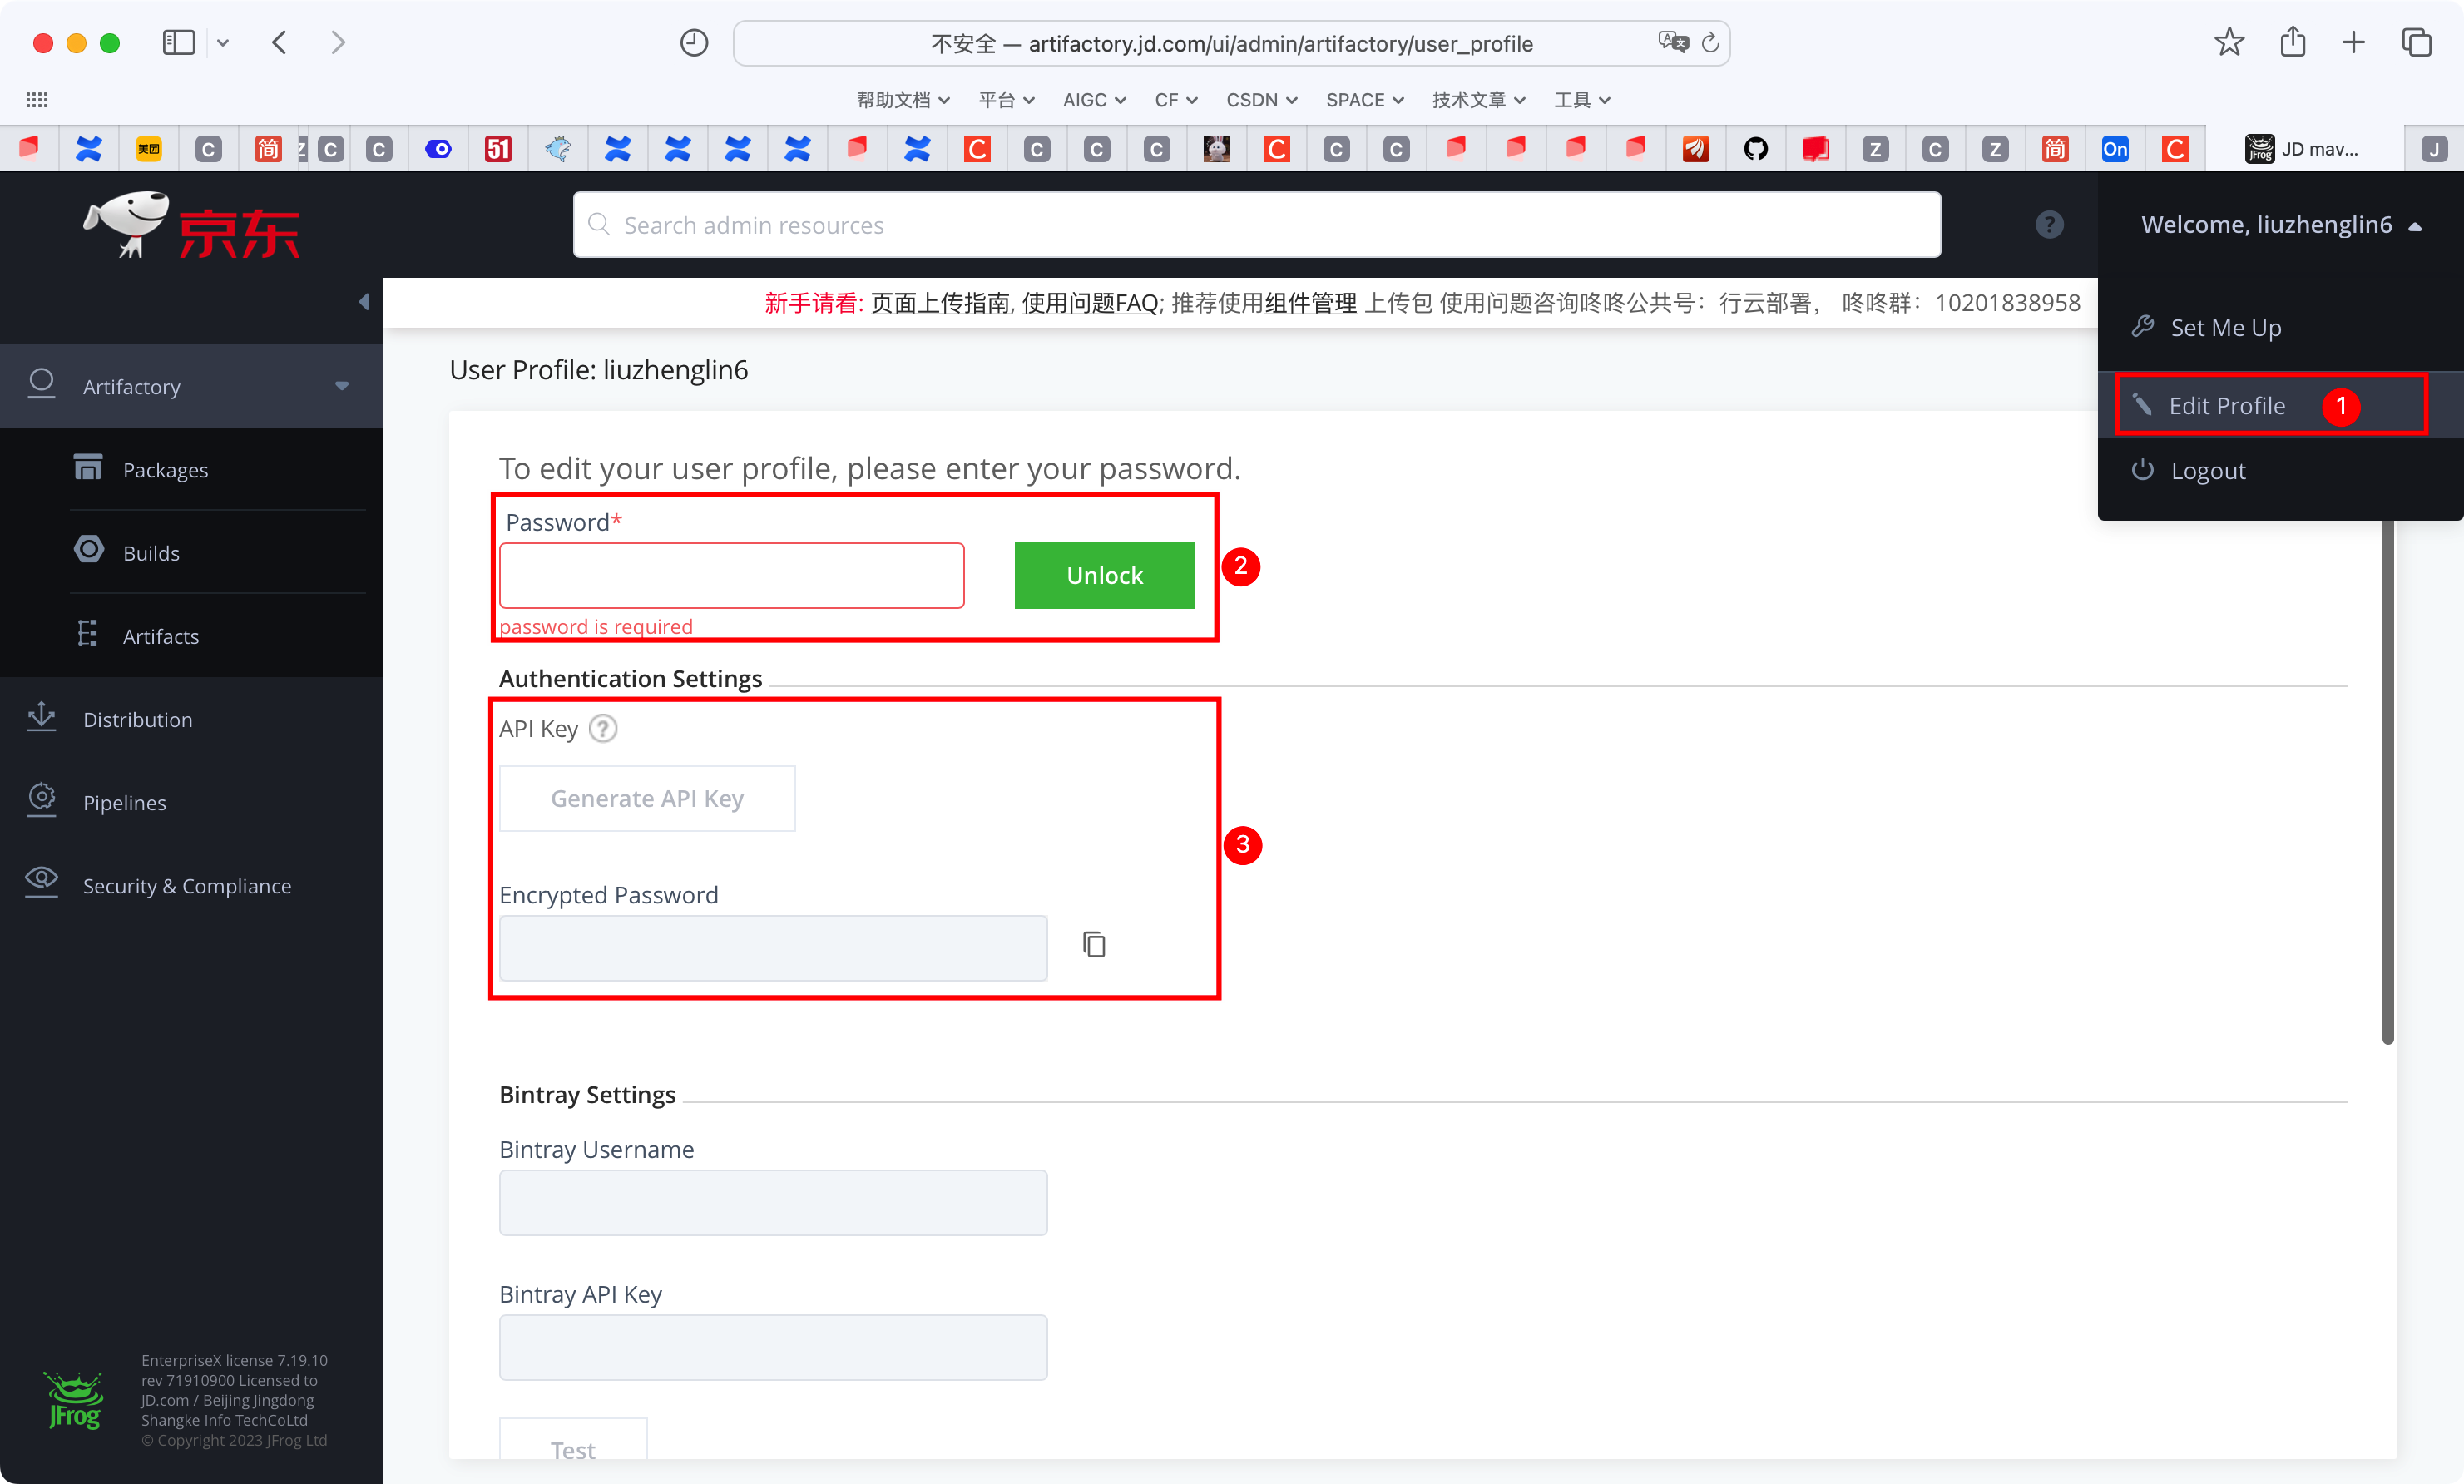 不安全 — artifactory.jd.com/ui/admin/artifactory/user_profile
帮助文档 平台 AIGC CF CSDN SPACE 技术文章 工具
美团 C 简 Z C C 51 C C C C C C C Z C Z 简 On C JFrog JD mav... J
京东
Search admin resources
?
Welcome, liuzhenglin6
新手请看: 页面上传指南, 使用问题FAQ; 推荐使用组件管理 上传包 使用问题咨询咚咚公共号：行云部署， 咚咚群：10201838958
Set Me Up
Edit Profile 1
Logout
Artifactory
Packages
Builds
Artifacts
Distribution
Pipelines
Security & Compliance
User Profile: liuzhenglin6
To edit your user profile, please enter your password.
Password*
Unlock
2
password is required
Authentication Settings
API Key ?
Generate API Key
3
Encrypted Password
Bintray Settings
Bintray Username
Bintray API Key
Test
JFrog
EnterpriseX license 7.19.10
rev 71910900 Licensed to
JD.com / Beijing Jingdong
Shangke Info TechCoLtd
© Copyright 2023 JFrog Ltd